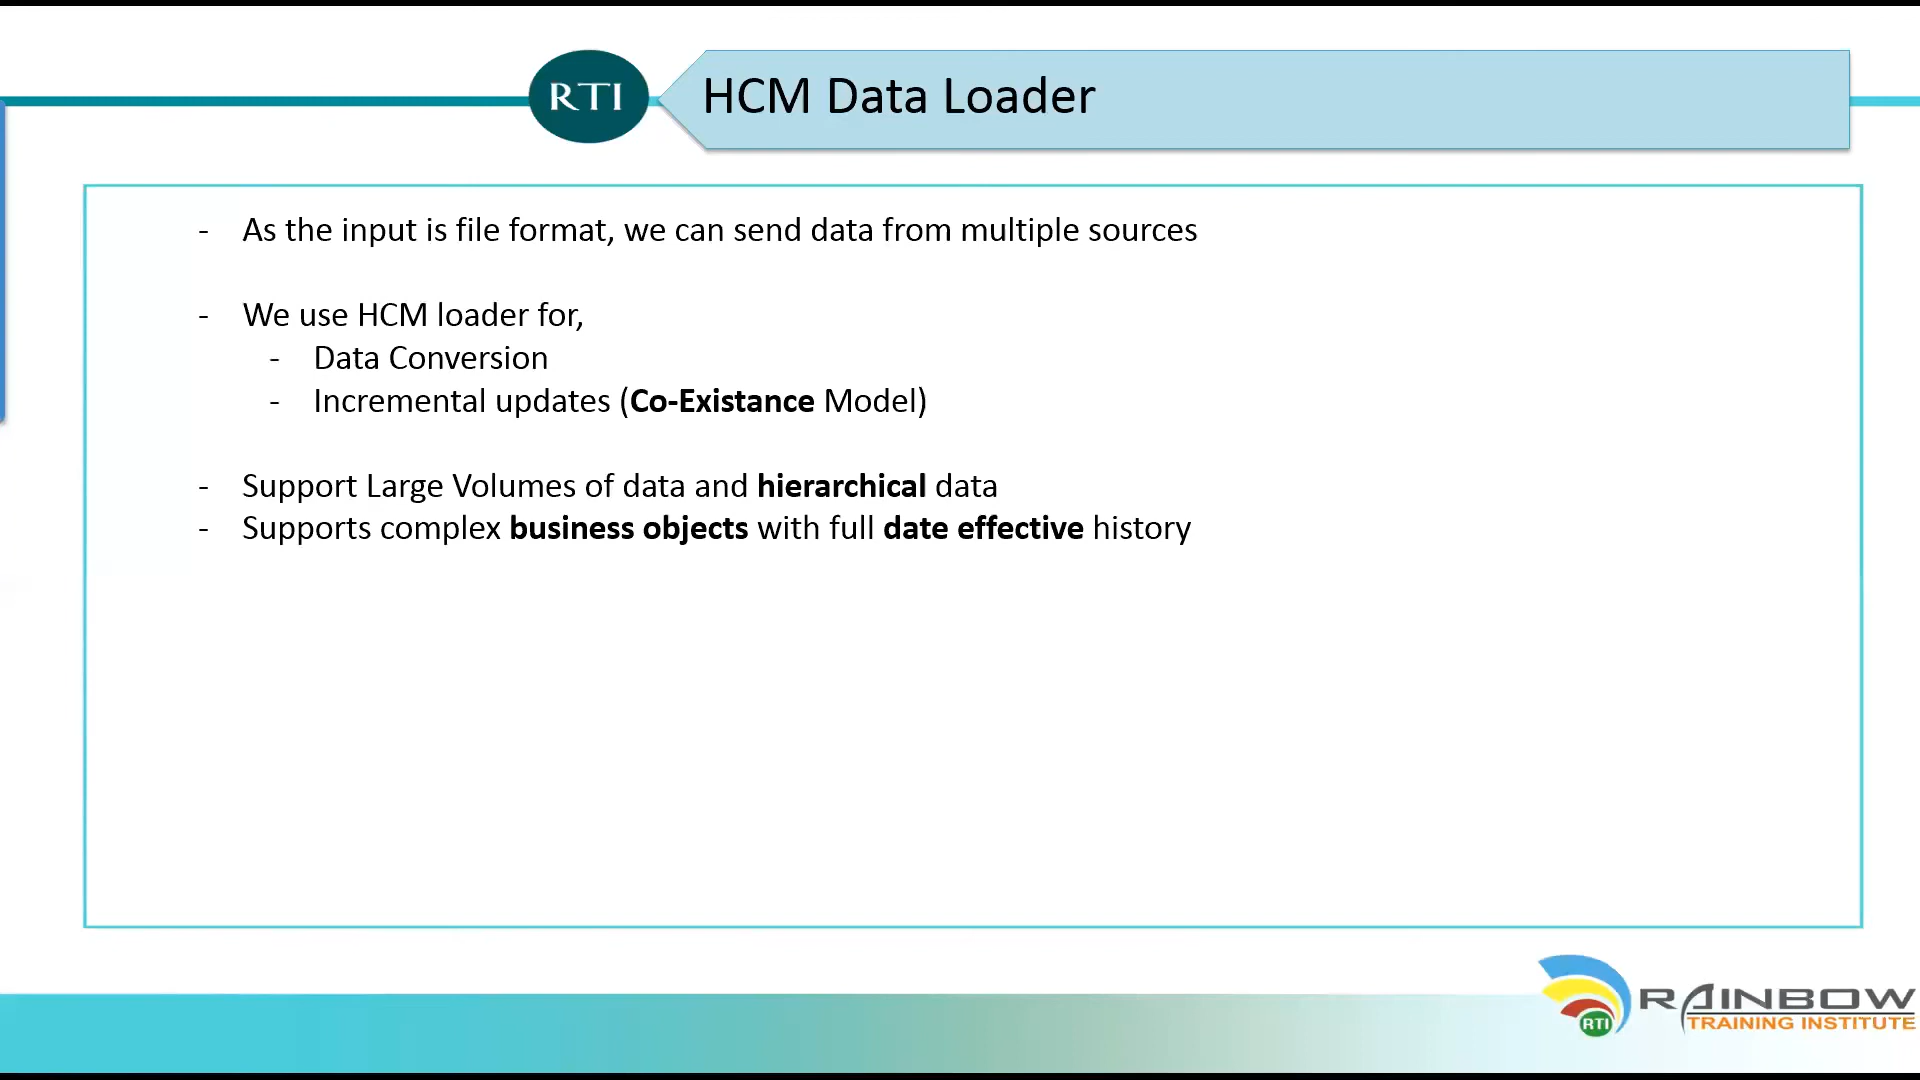 RTI
HCM Data Loader
- As the input is file format, we can send data from multiple sources
- We use HCM loader for,
- Data Conversion
- Incremental updates (Co-Existance Model)
- Support Large Volumes of data and hierarchical data
- Supports complex business objects with full date effective history
RTI
RAINBOW
TRAINING INSTITUTE